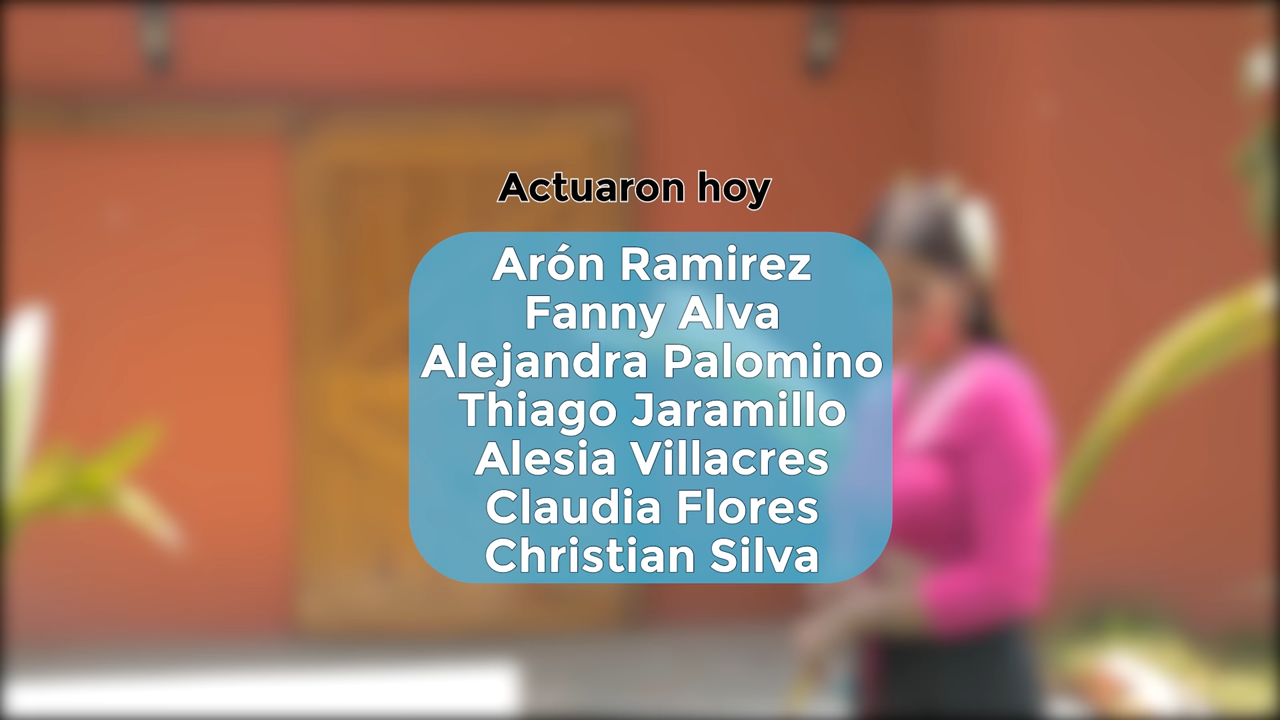 Actuaron hoy
Arón Ramirez
Fanny Alva
Alejandra Palomino
Thiago Jaramillo
Alesia Villacres
Claudia Flores
Christian Silva